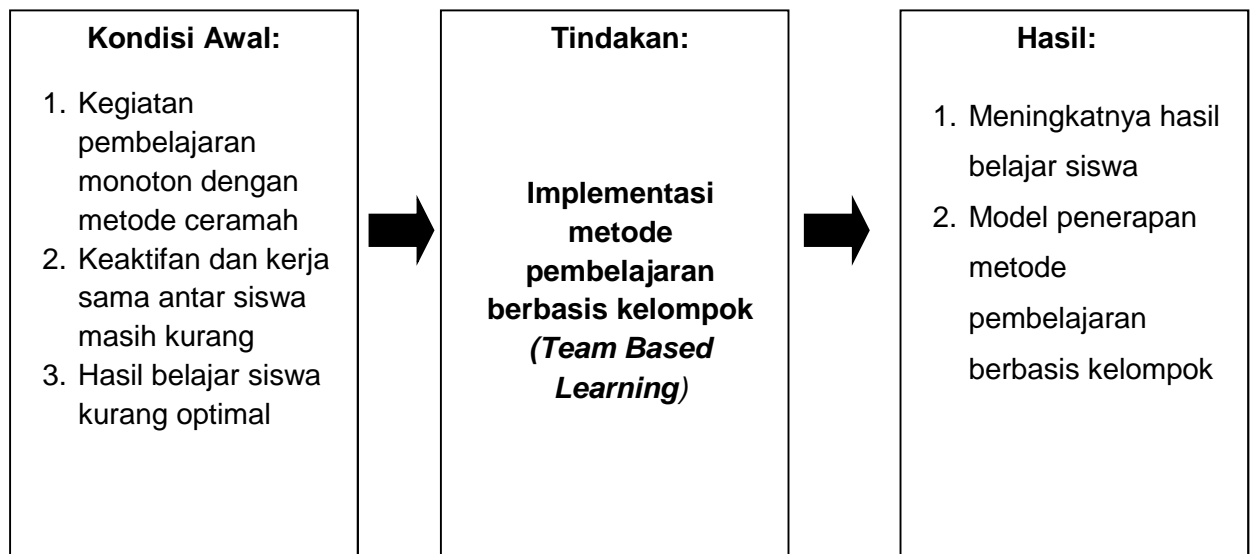 Kondisi Awal:
1. Kegiatan
pembelajaran
monoton dengan
metode ceramah
2. Keaktifan dan kerja
sama antar siswa
masih kurang
3. Hasil belajar siswa
kurang optimal
Tindakan:
Implementasi
metode
pembelajaran
berbasis kelompok
(Team Based
Learning)
Hasil:
1. Meningkatnya hasil
belajar siswa
2. Model penerapan
metode
pembelajaran
berbasis kelompok